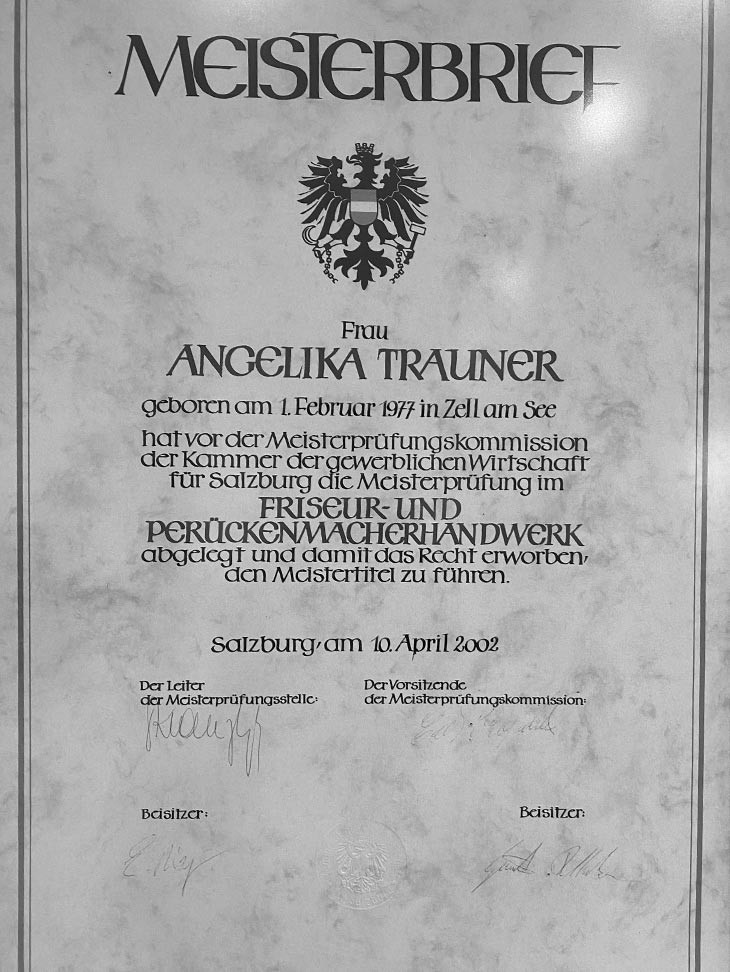 MEISTERBRIEF
Frau
ANGELIKA TRAUNER
geboren am 1. Februar 1977 in Zell am See
hat vor der Meisterprüfungskommission
der Kammer der gewerblichen Wirtschaft
für Salzburg die Meisterprüfung im
FRISEUR- UND
PERÜCKENMACHERHANDWERK
abgelegt und damit das Recht erworben,
den Meistertitel zu führen.
Salzburg, am 10. April 2002
Der Leiter
der Meisterprüfungsstelle:
Der Vorsitzende
der Meisterprüfungskommission:
Beisitzer:
Beisitzer: